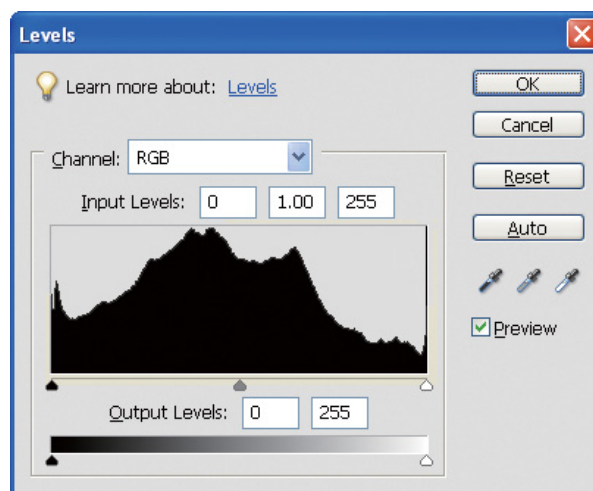 Levels
Learn more about: Levels
OK
Cancel
Reset
Auto
Preview
Channel: RGB
Input Levels: 0 1.00 255
Output Levels: 0 255